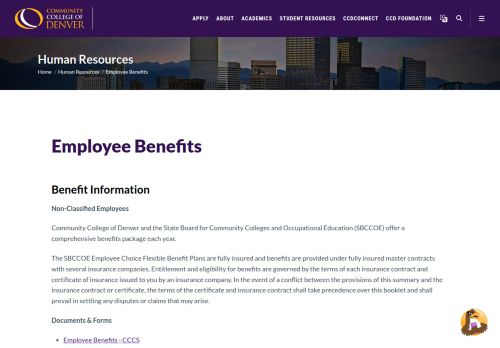 COMMUNITY
COLLEGE OF
DENVER
APPLY ABOUT ACADEMICS STUDENT RESOURCES CCDCONNECT CCD FOUNDATION
Human Resources
Home / Human Resources / Employee Benefits
Employee Benefits
Benefit Information
Non-Classified Employees
Community College of Denver and the State Board for Community Colleges and Occupational Education (SBCCOE) offer a
comprehensive benefits package each year.
The SBCCOE Employee Choice Flexible Benefit Plans are fully insured and benefits are provided under fully insured master contracts
with several insurance companies. Entitlement and eligibility for benefits are governed by the terms of each insurance contract and
certificate of insurance issued to you by an insurance company. In the event of a conflict between the provisions of this summary and the
insurance contract or certificate, the terms of the certificate and insurance contract shall take precedence over this booklet and shall
prevail in settling any disputes or claims that may arise.
Documents & Forms
Employee Benefits - CCCS